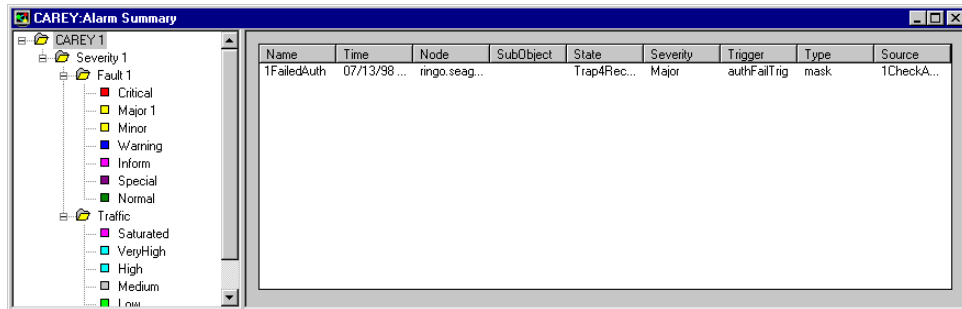 CAREY:Alarm Summary
CAREY 1
Severity 1
Fault 1
Critical
Major 1
Minor
Warning
Inform
Special
Normal
Traffic
Saturated
VeryHigh
High
Medium
Low
Name Time Node SubObject State Severity Trigger Type Source
1FailedAuth 07/13/98 ... ringo.seag... Trap4Rec... Major authFailTrig mask 1CheckA...